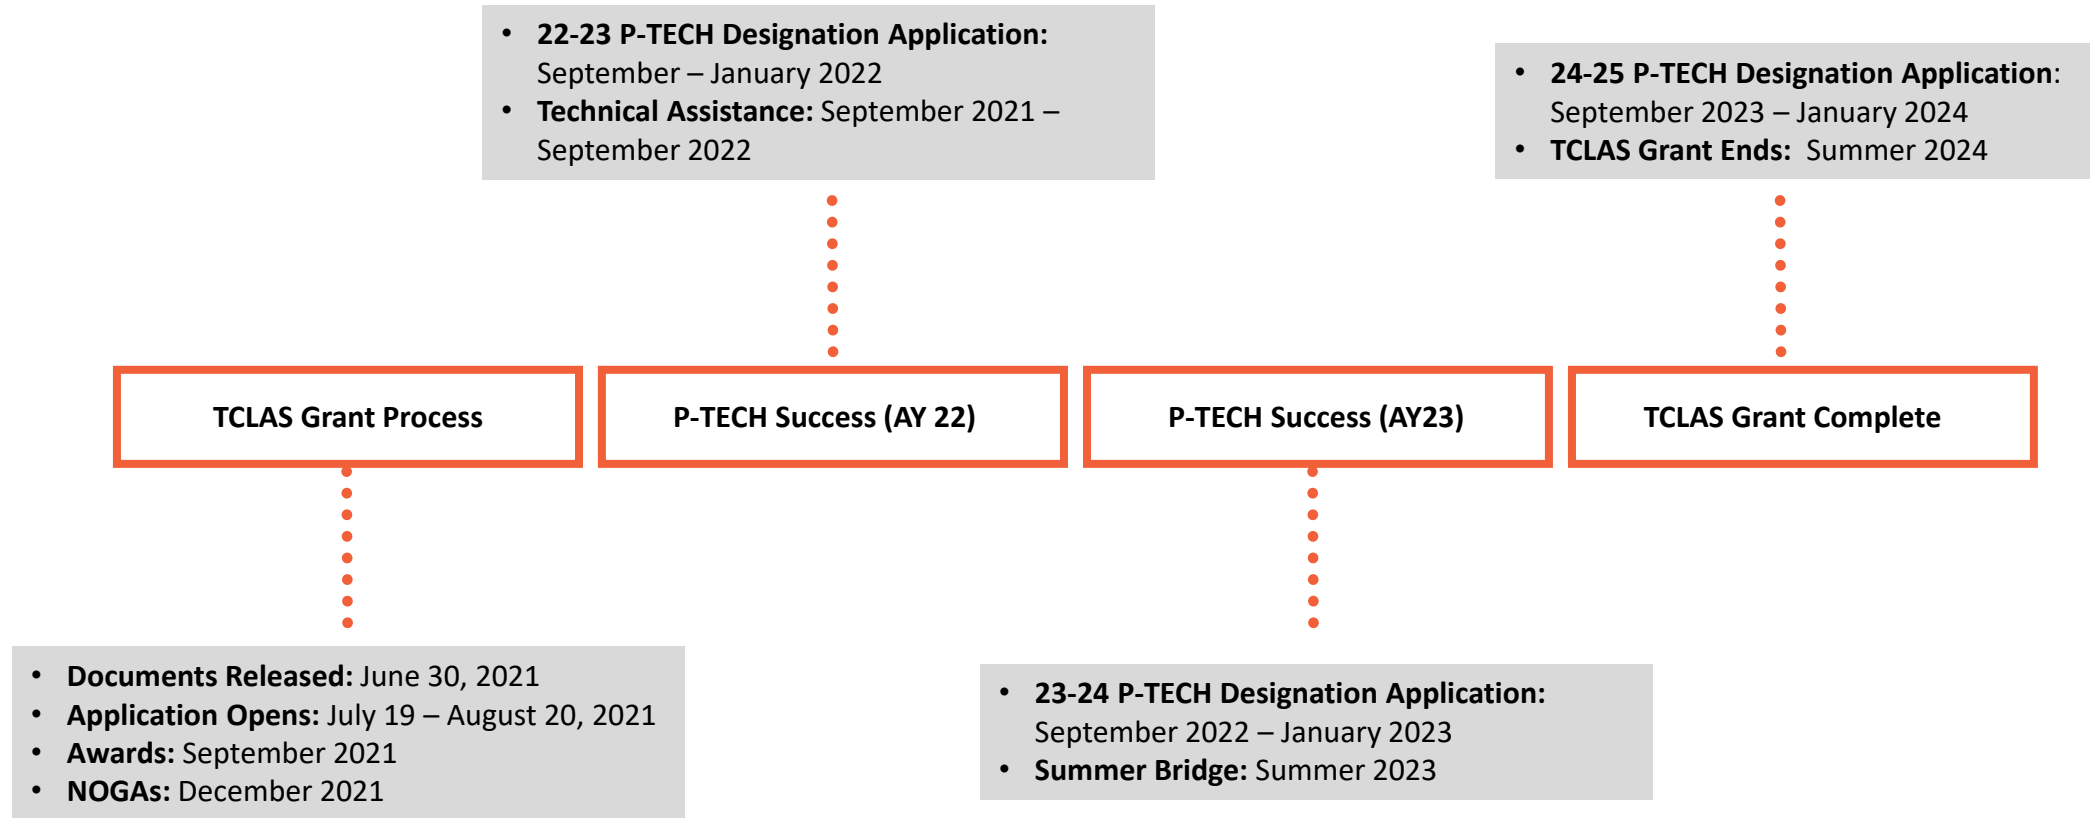 • 22-23 P-TECH Designation Application:
September – January 2022
• Technical Assistance: September 2021 –
September 2022
• 24-25 P-TECH Designation Application:
September 2023 – January 2024
• TCLAS Grant Ends: Summer 2024
TCLAS Grant Process
P-TECH Success (AY 22)
P-TECH Success (AY23)
TCLAS Grant Complete
• Documents Released: June 30, 2021
• Application Opens: July 19 – August 20, 2021
• Awards: September 2021
• NOGAs: December 2021
• 23-24 P-TECH Designation Application:
September 2022 – January 2023
• Summer Bridge: Summer 2023